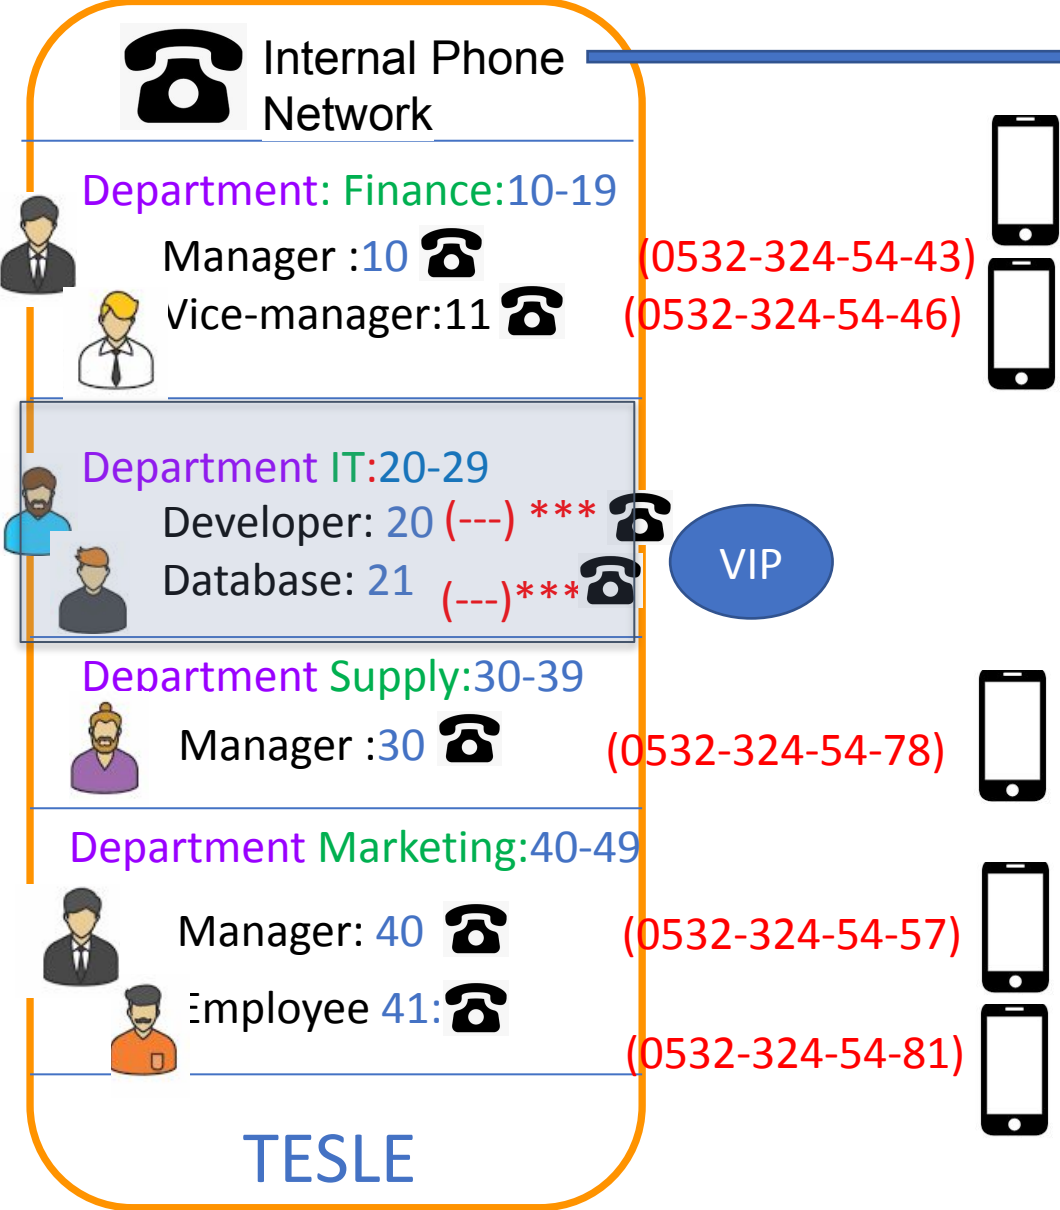 Internal Phone
Network
Department: Finance:10-19
Manager :10 (0532-324-54-43)
Vice-manager:11 (0532-324-54-46)
Department IT:20-29
Developer: 20 (---) ***
Database: 21 (---)***
VIP
Department Supply:30-39
Manager :30 (0532-324-54-78)
Department Marketing:40-49
Manager: 40 (0532-324-54-57)
Employee 41:
(0532-324-54-81)
TESLE